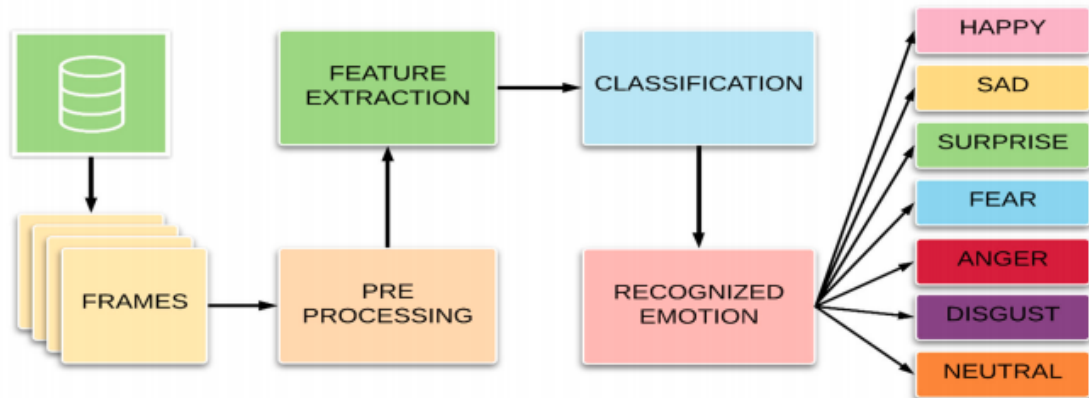 FEATURE
EXTRACTION
CLASSIFICATION
FRAMES
PRE
PROCESSING
RECOGNIZED
EMOTION
HAPPY
SAD
SURPRISE
FEAR
ANGER
DISGUST
NEUTRAL